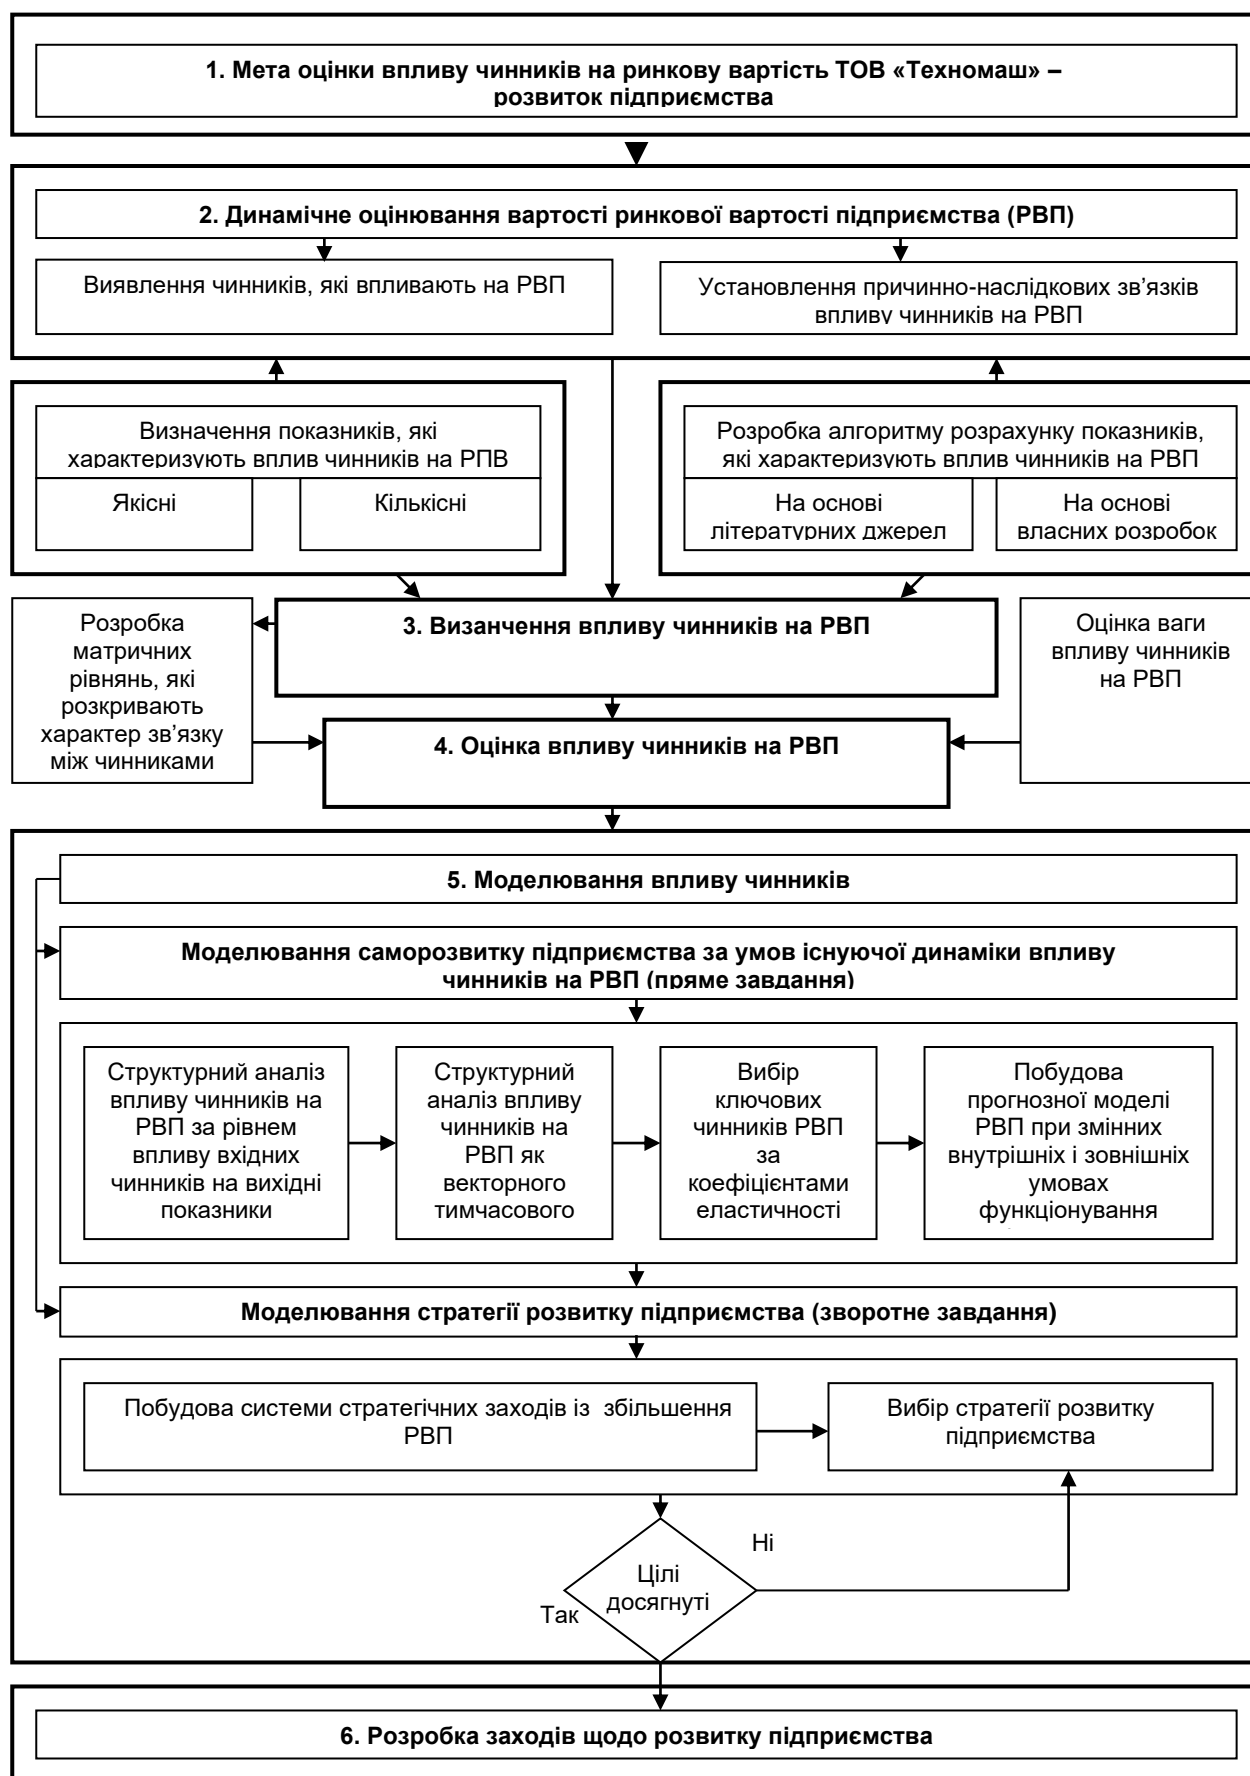 1. Мета оцінки впливу чинників на ринкову вартість ТОВ «Техномаш» –
розвиток підприємства
2. Динамічне оцінювання вартості ринкової вартості підприємства (РВП)
Виявлення чинників, які впливають на РВП
Установлення причинно-наслідкових зв’язків
впливу чинників на РВП
Визначення показників, які
характеризують вплив чинників на РПВ
Якісні
Кількісні
Розробка алгоритму розрахунку показників,
які характеризують вплив чинників на РВП
На основі
літературних джерел
На основі
власних розробок
Розробка
матричних
рівнянь, які
розкривають
характер зв’язку
між чинниками
3. Визанчення впливу чинників на РВП
Оцінка ваги
впливу чинників
на РВП
4. Оцінка впливу чинників на РВП
5. Моделювання впливу чинників
Моделювання саморозвитку підприємства за умов існуючої динаміки впливу
чинників на РВП (пряме завдання)
Структурний аналіз
впливу чинників на
РВП за рівнем
впливу вхідних
чинників на вихідні
показники
Структурний
аналіз впливу
чинників на
РВП як
векторного
тимчасового
Вибір
ключових
чинників РВП
за
коефіцієнтами
еластичності
Побудова
прогнозної моделі
РВП при змінних
внутрішніх і зовнішніх
умовах
функціонування
Моделювання стратегії розвитку підприємства (зворотне завдання)
Побудова системи стратегічних заходів із  збільшення
РВП
Вибір стратегії розвитку
підприємства
Ні
Цілі
досягнуті
Так
6. Розробка заходів щодо розвитку підприємства